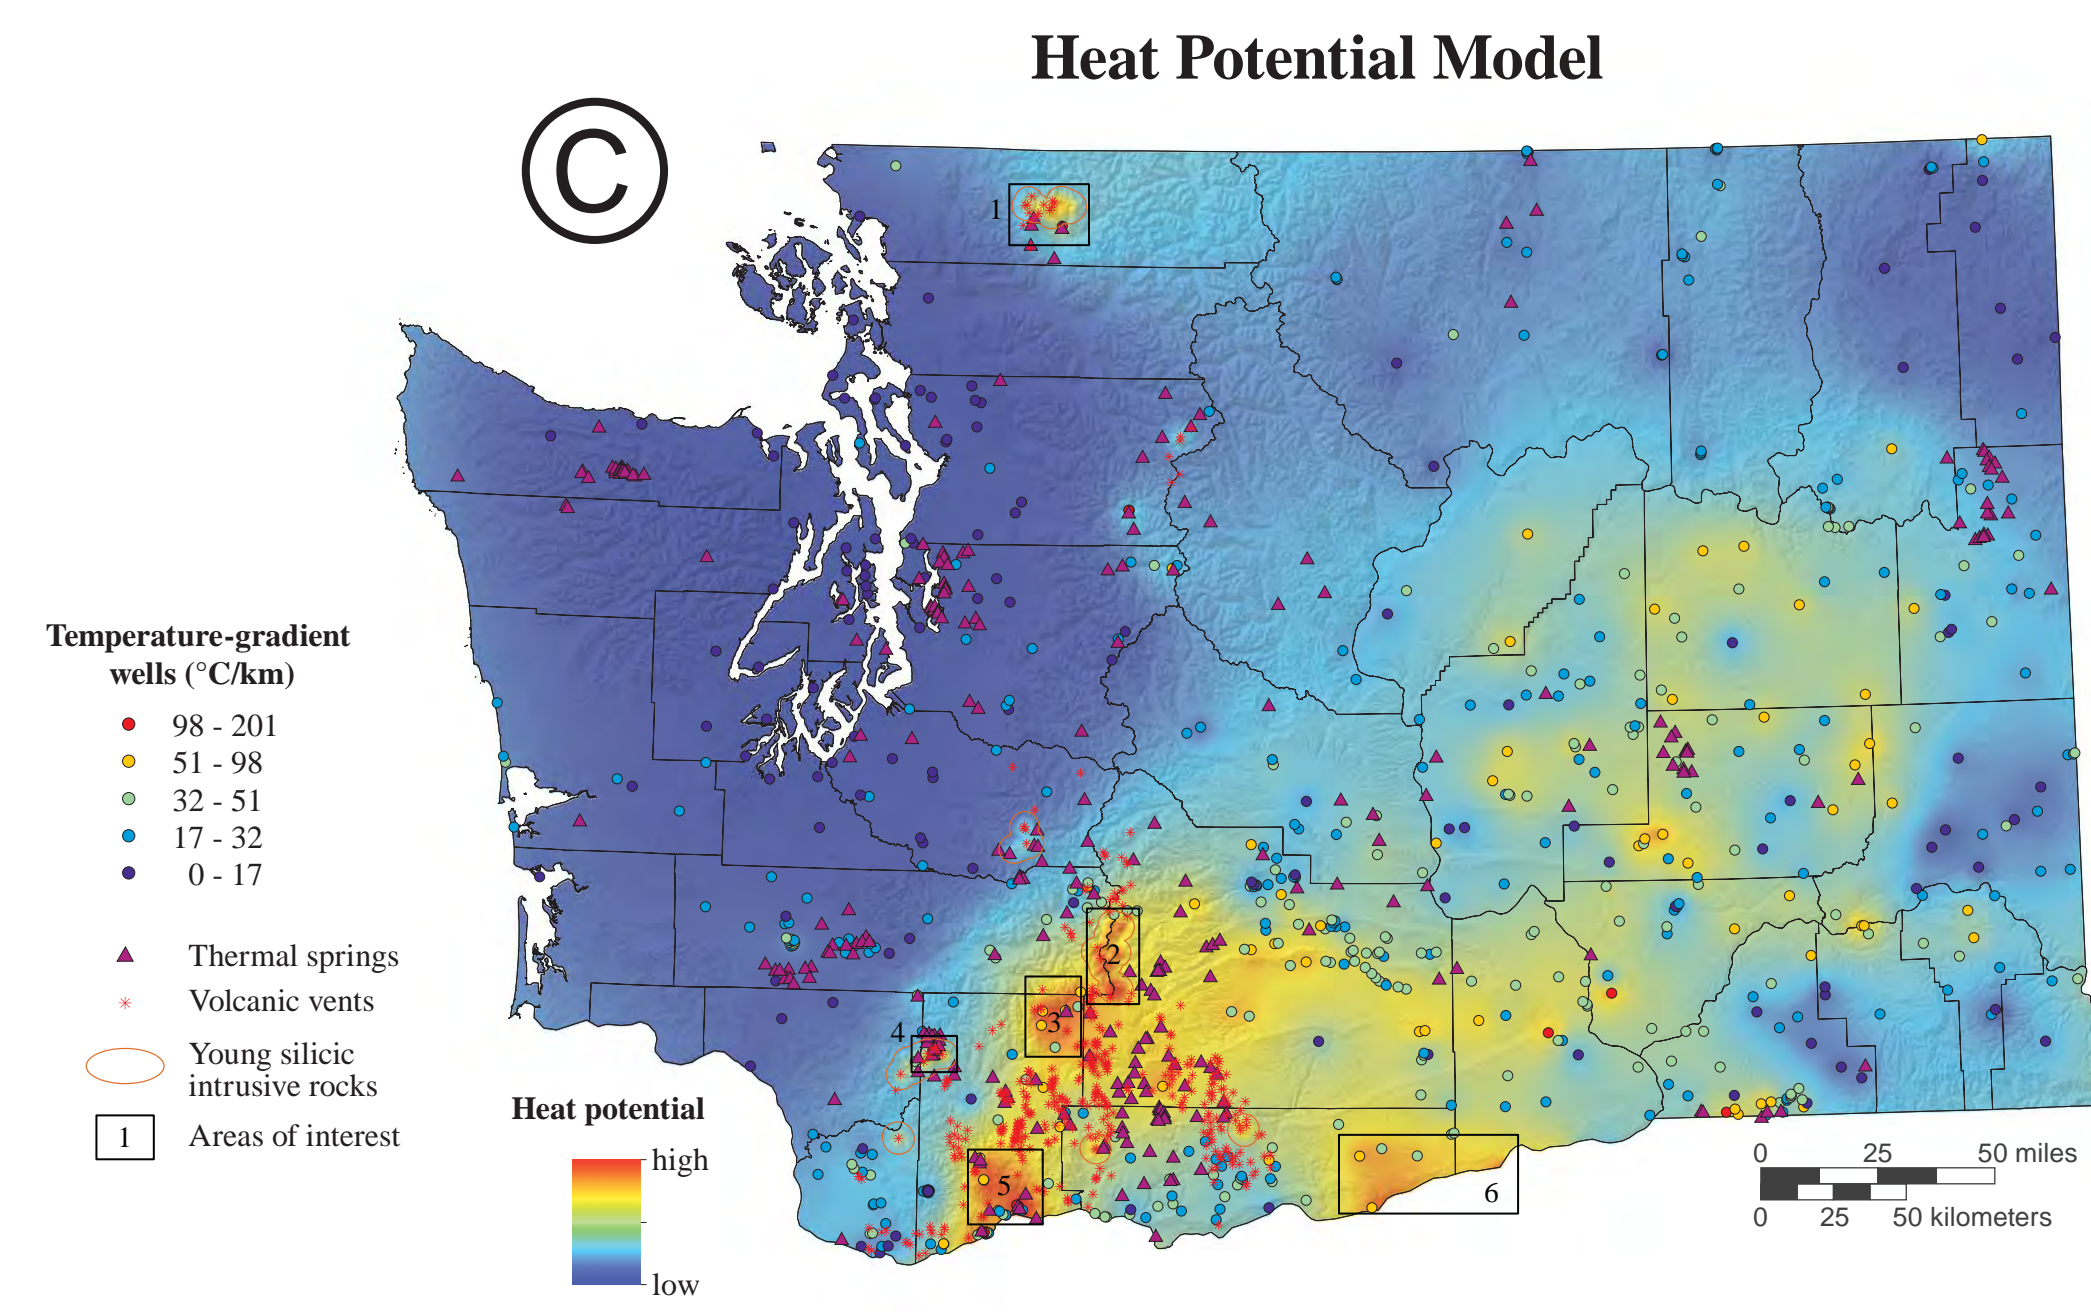 Heat Potential Model
C
1
2
3
4
5
6
Temperature-gradient
wells (°C/km)
98 - 201
51 - 98
32 - 51
17 - 32
0 - 17
Thermal springs
Volcanic vents
Young silicic
intrusive rocks
1 Areas of interest
Heat potential
high
low
0 25 50 miles
0 25 50 kilometers